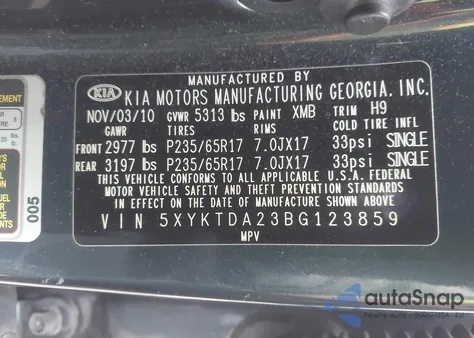 MANUFACTURED BY
KIA KIA MOTORS MANUFACTURING GEORGIA, INC.
NOV/03/10 GVWR 5313 lbs PAINT XMB TRIM H9
GAWR TIRES RIMS COLD TIRE INFL
FRONT 2977 lbs P235/65R17 7.0JX17 33psi SINGLE
REAR 3197 lbs P235/65R17 7.0JX17 33psi SINGLE
THIS VEHICLE CONFORMS TO ALL APPLICABLE U.S.A. FEDERAL
MOTOR VEHICLE SAFETY AND THEFT PREVENTION STANDARDS
IN EFFECT ON THE DATE OF MANUFACTURE SHOWN ABOVE
VIN 5XYKTDA23BG123859
MPV
EMENT
005
autoSnap